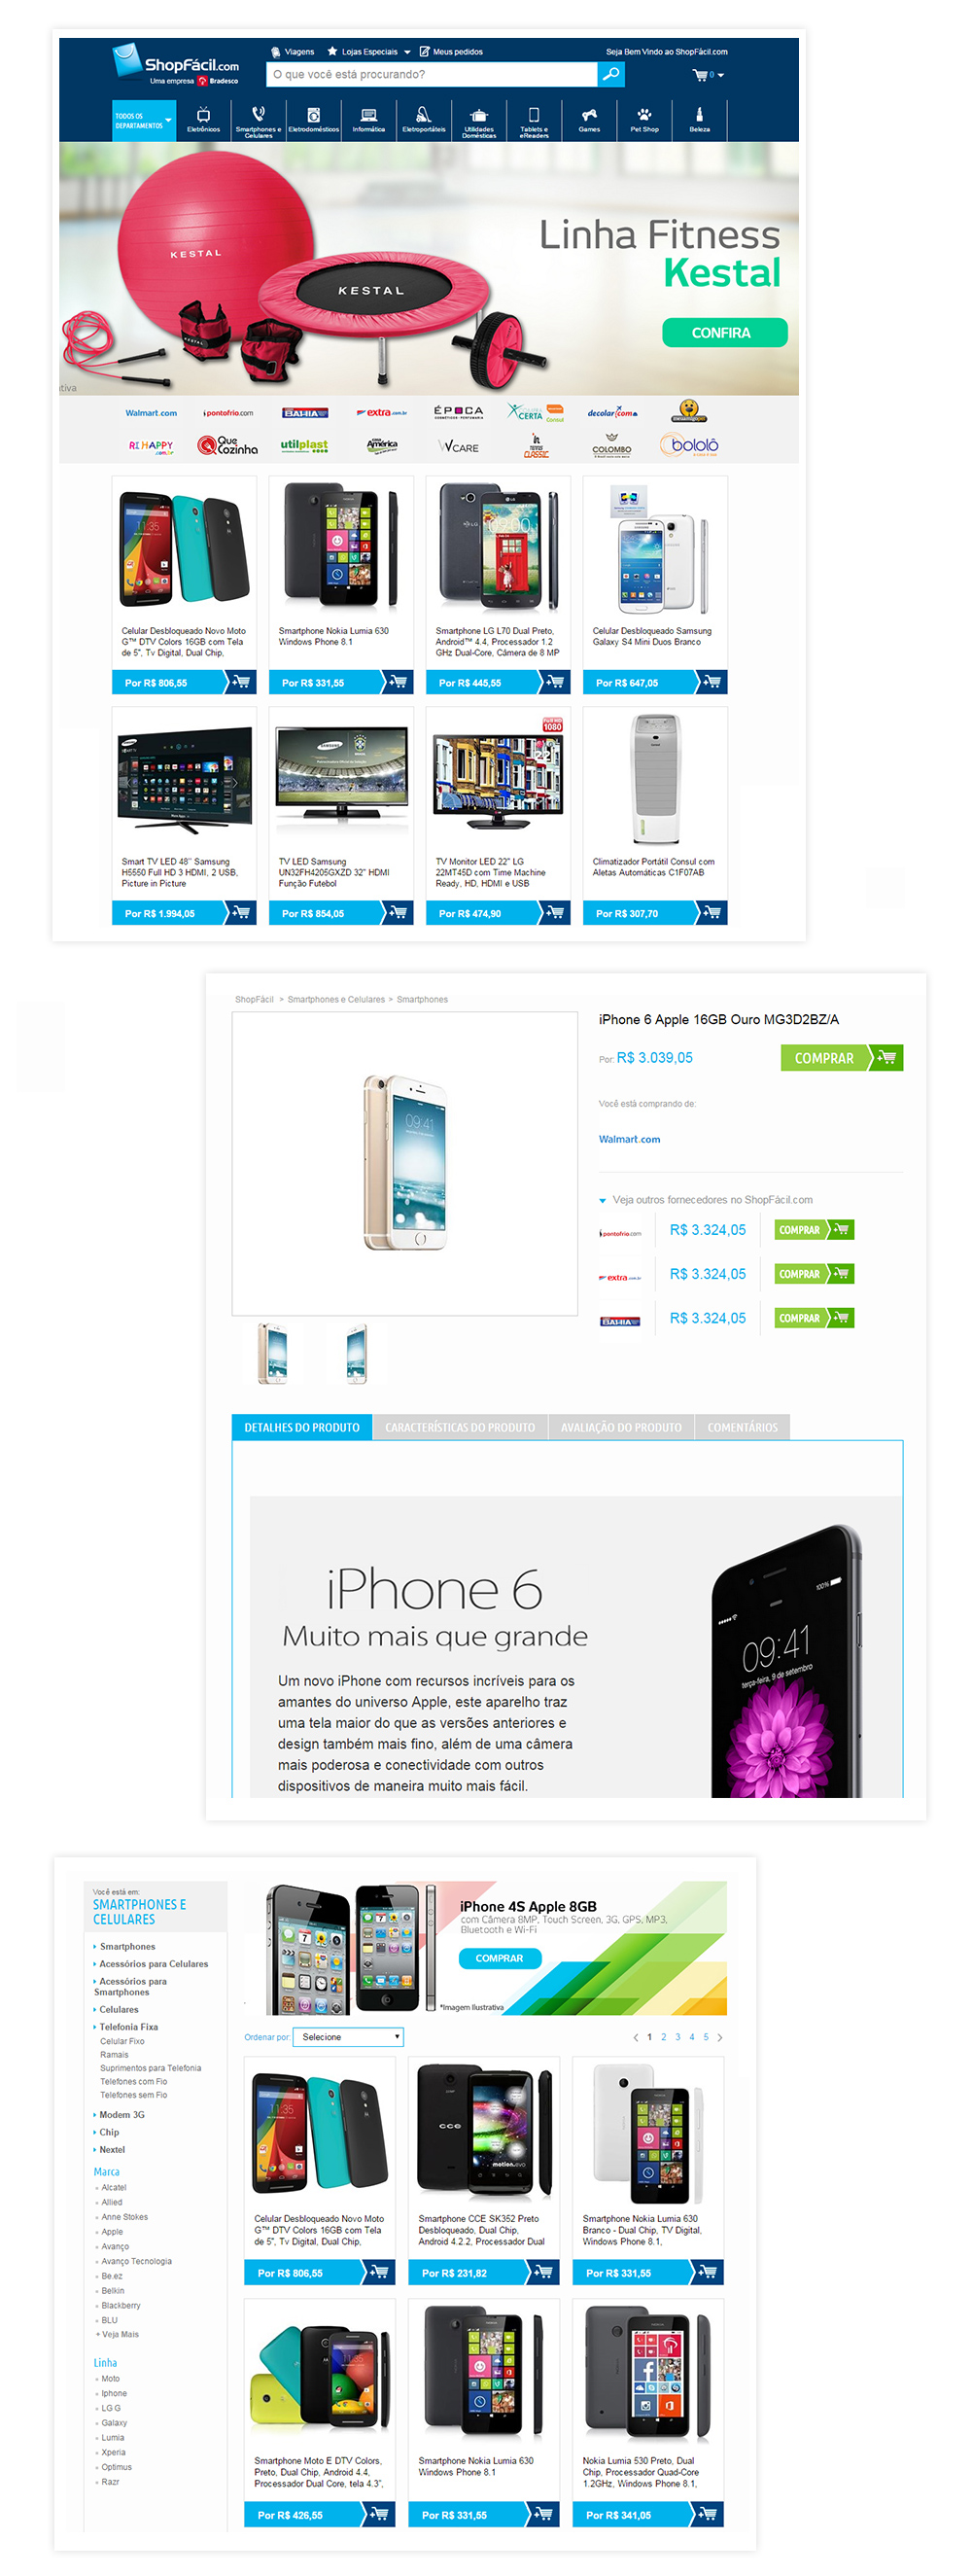 ShopFácil.com
Uma empresa Bradesco
Viagens
Lojas Especiais
Meus pedidos
Seja Bem Vindo ao ShopFácil.com
O que você está procurando?
0
TODOS OS DEPARTAMENTOS
Eletrônicos
Smartphones e Celulares
Eletrodomésticos
Informática
Eletroportáteis
Utilidades Domésticas
Tablets e eReaders
Games
Pet Shop
Beleza
KESTAL
KESTAL
Linha Fitness
Kestal
CONFIRA
Walmart.com
pontofrio.com
BAHIA
extra.com.br
ÉPOCA
COMPRA CERTA
Consul
decolar.com
RI HAPPY
Que Cozinha
utilplast
América
VCARE
CLASSIC
COLOMBO
bololô
Celular Desbloqueado Novo Moto
G™ DTV Colors 16GB com Tela
de 5", Tv Digital, Dual Chip,
Por R$ 806,55
Smartphone Nokia Lumia 630
Windows Phone 8.1
Por R$ 331,55
Smartphone LG L70 Dual Preto,
Android™ 4.4, Processador 1.2
GHz Dual-Core, Câmera de 8 MP
Por R$ 445,55
Celular Desbloqueado Samsung
Galaxy S4 Mini Duos Branco
Por R$ 647,05
Smart TV LED 48" Samsung
H5550 Full HD 3 HDMI, 2 USB,
Picture in Picture
Por R$ 1.994,05
TV LED Samsung
UN32FH4205GXZD 32" HDMI
Função Futebol
Por R$ 854,05
FULL HD
1080
TV Monitor LED 22" LG
22MT45D com Time Machine
Ready, HD, HDMI e USB
Por R$ 474,90
Climatizador Portátil Consul com
Aletas Automáticas C1F07AB
Por R$ 307,70
ShopFácil > Smartphones e Celulares > Smartphones
iPhone 6 Apple 16GB Ouro MG3D2BZ/A
Por: R$ 3.039,05
COMPRAR
Você está comprando de:
Walmart.com
Veja outros fornecedores no ShopFácil.com
pontofrio.com
R$ 3.324,05
COMPRAR
extra.com.br
R$ 3.324,05
COMPRAR
BAHIA
R$ 3.324,05
COMPRAR
DETALHES DO PRODUTO
CARACTERÍSTICAS DO PRODUTO
AVALIAÇÃO DO PRODUTO
COMENTÁRIOS
iPhone 6
Muito mais que grande
Um novo iPhone com recursos incríveis para os
amantes do universo Apple, este aparelho traz
uma tela maior do que as versões anteriores e
design também mais fino, além de uma câmera
mais poderosa e conectividade com outros
dispositivos de maneira muito mais fácil.
100%
09:41
terça-feira, 9 de setembro
Você está em:
SMARTPHONES E
CELULARES
Smartphones
Acessórios para Celulares
Acessórios para
Smartphones
Celulares
Telefonia Fixa
Celular Fixo
Ramais
Suprimentos para Telefonia
Telefones com Fio
Telefones sem Fio
Modem 3G
Chip
Nextel
Marca
Alcatel
Allied
Anne Stokes
Apple
Avanço
Avanço Tecnologia
Be.ez
Belkin
Blackberry
BLU
+ Veja Mais
Linha
Moto
Iphone
LG G
Galaxy
Lumia
Xperia
Optimus
Razr
iPhone 4S Apple 8GB
com Câmera 8MP, Touch Screen, 3G, GPS, MP3,
Bluetooth e Wi-Fi
COMPRAR
*Imagem Ilustrativa
Ordenar por: Selecione
1 2 3 4 5
Celular Desbloqueado Novo Moto
G™ DTV Colors 16GB com Tela
de 5", Tv Digital, Dual Chip,
Por R$ 806,55
Smartphone CCE SK352 Preto
Desbloqueado, Dual Chip,
Android 4.2.2, Processador Dual
Por R$ 231,82
Smartphone Nokia Lumia 630
Branco - Dual Chip, TV Digital,
Windows Phone 8.1,
Por R$ 331,55
Smartphone Moto E DTV Colors,
Preto, Dual Chip, Android 4.4,
Processador Dual Core, tela 4.3",
Por R$ 426,55
Smartphone Nokia Lumia 630
Windows Phone 8.1
Por R$ 331,55
Nokia Lumia 530 Preto, Dual
Chip, Processador Quad-Core
1.2GHz, Windows Phone 8.1,
Por R$ 341,05